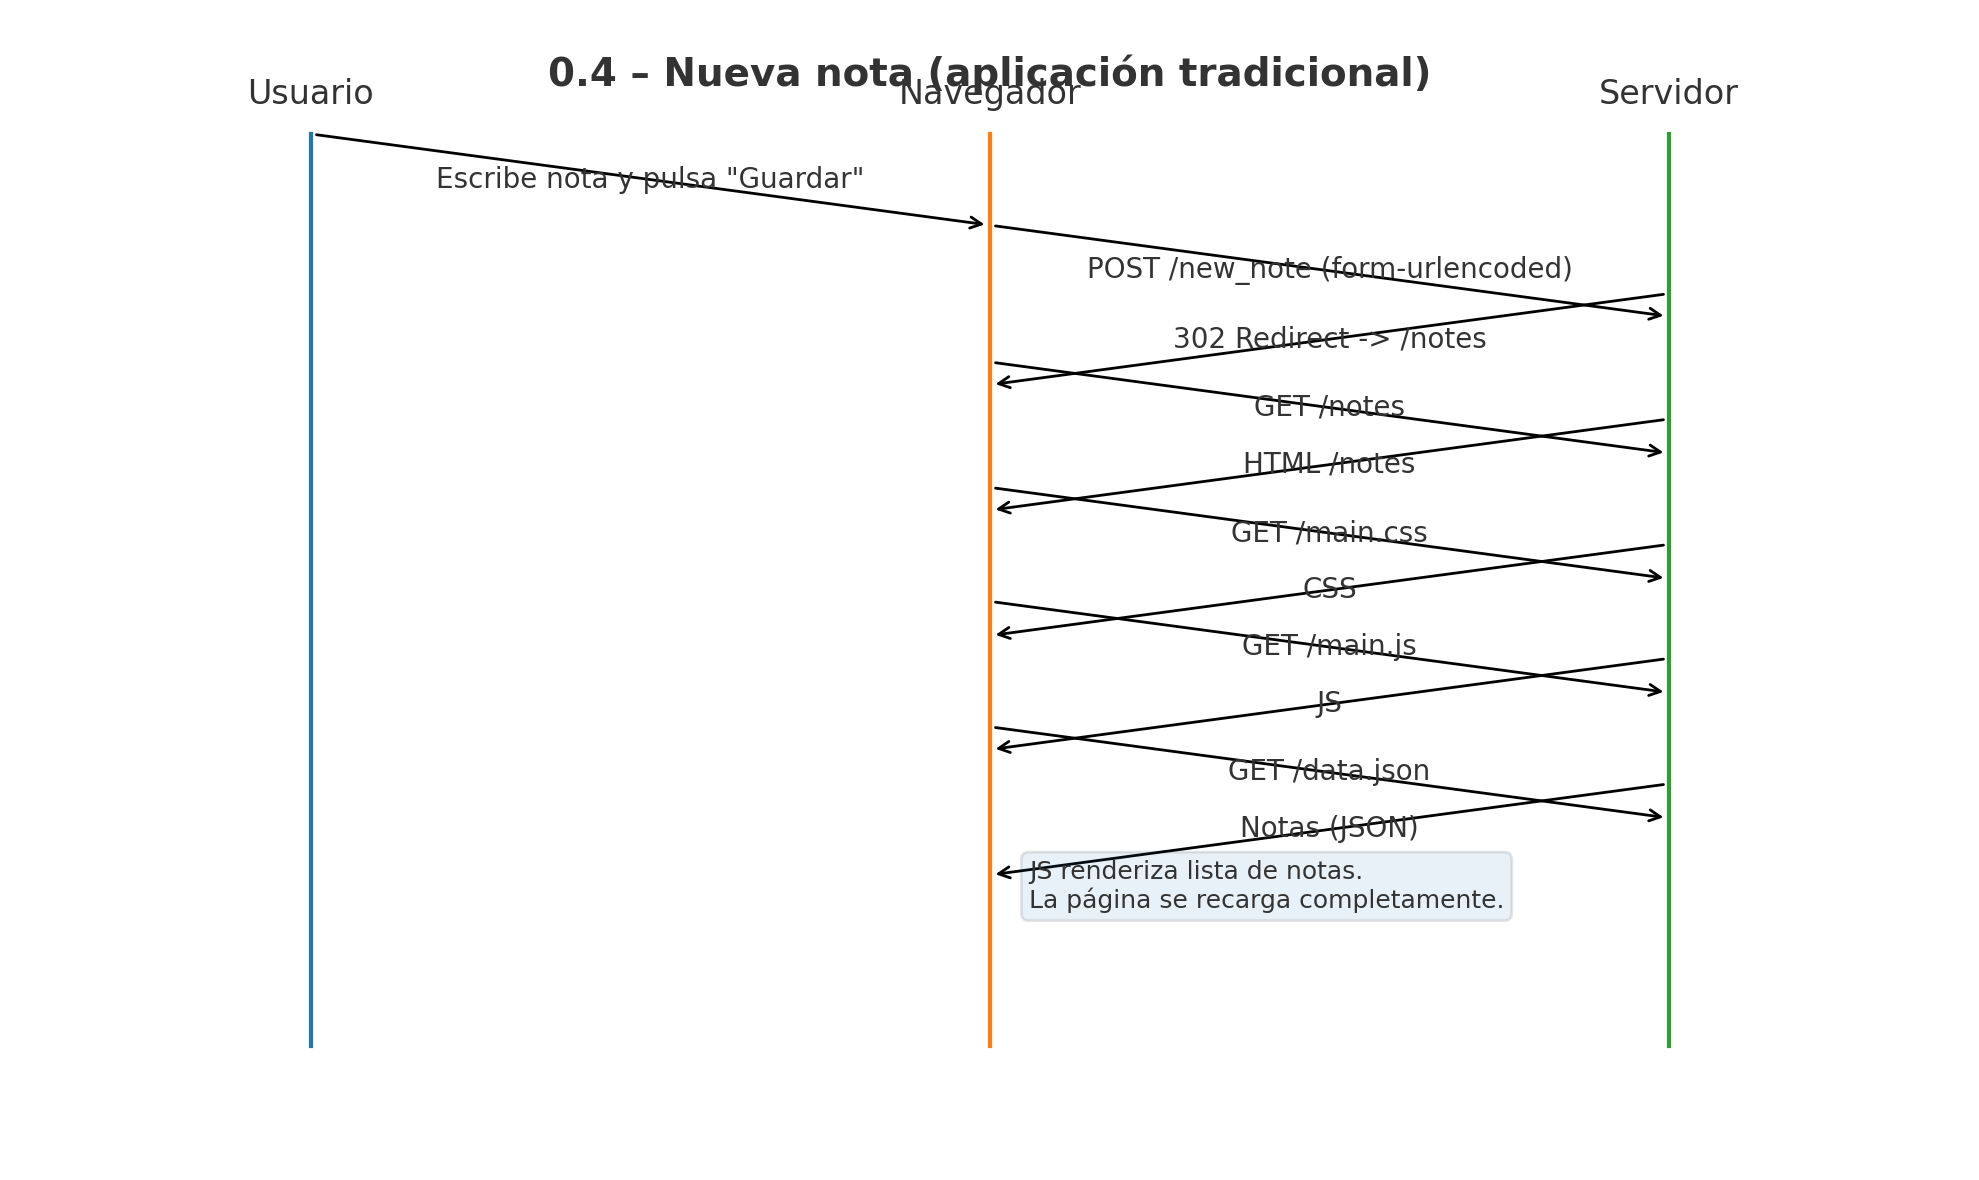 0.4 – Nueva nota (aplicación tradicional)
Usuario
Navegador
Servidor
Escribe nota y pulsa "Guardar"
POST /new_note (form-urlencoded)
302 Redirect -> /notes
GET /notes
HTML /notes
GET /main.css
CSS
GET /main.js
JS
GET /data.json
Notas (JSON)
JS renderiza lista de notas.
La página se recarga completamente.